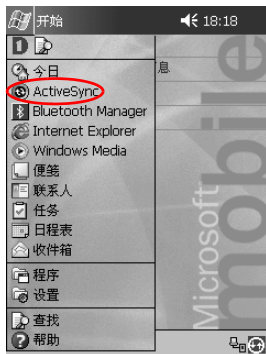 开始 18:18
今日
息
ActiveSync
Bluetooth Manager
Internet Explorer
Windows Media
便笺
联系人
任务
日程表
收件箱
程序
设置
查找
帮助
Microsoft
mobile